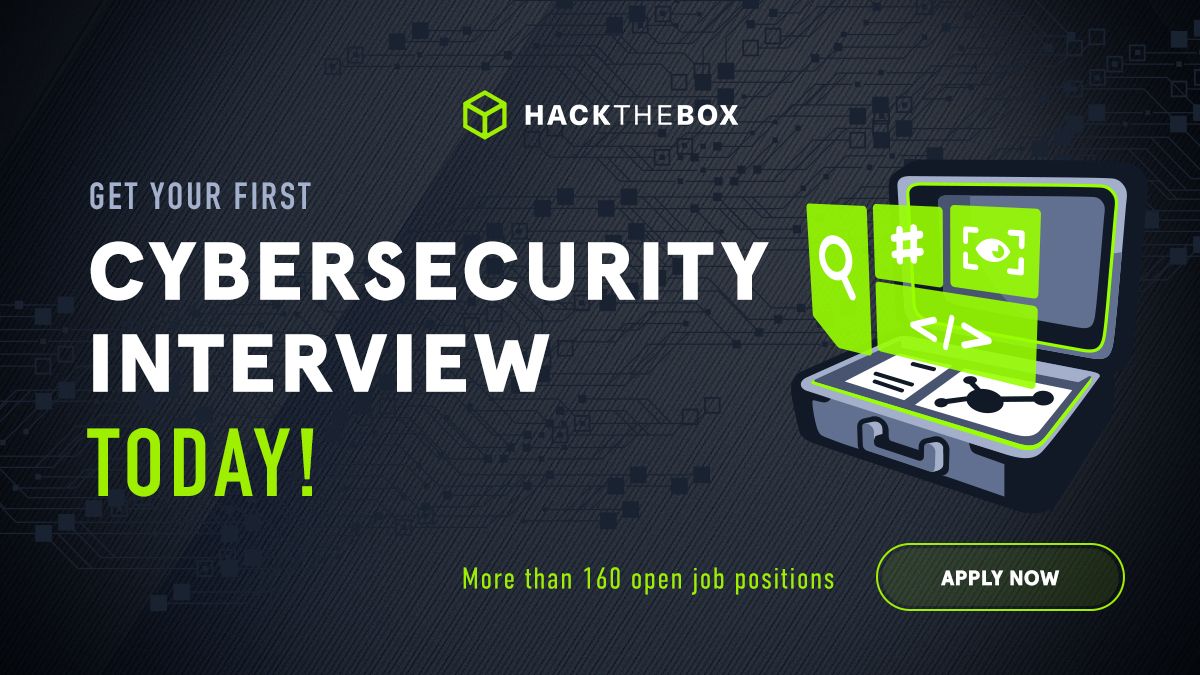 HACKTHEBOX
GET YOUR FIRST
CYBERSECURITY
INTERVIEW
TODAY!
#
</>
More than 160 open job positions
APPLY NOW